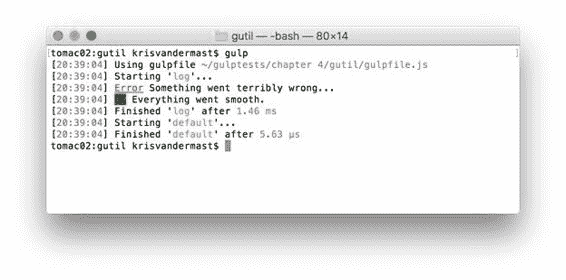 gutil — -bash — 80×14
tomac02:gutil krisvandermast$ gulp
[20:39:04] Using gulpfile ~/gulptests/chapter 4/gutil/gulpfile.js
[20:39:04] Starting 'log'...
[20:39:04] Error Something went terribly wrong...
[20:39:04] Everything went smooth.
[20:39:04] Finished 'log' after 1.46 ms
[20:39:04] Starting 'default'...
[20:39:04] Finished 'default' after 5.63 μs
tomac02:gutil krisvandermast$